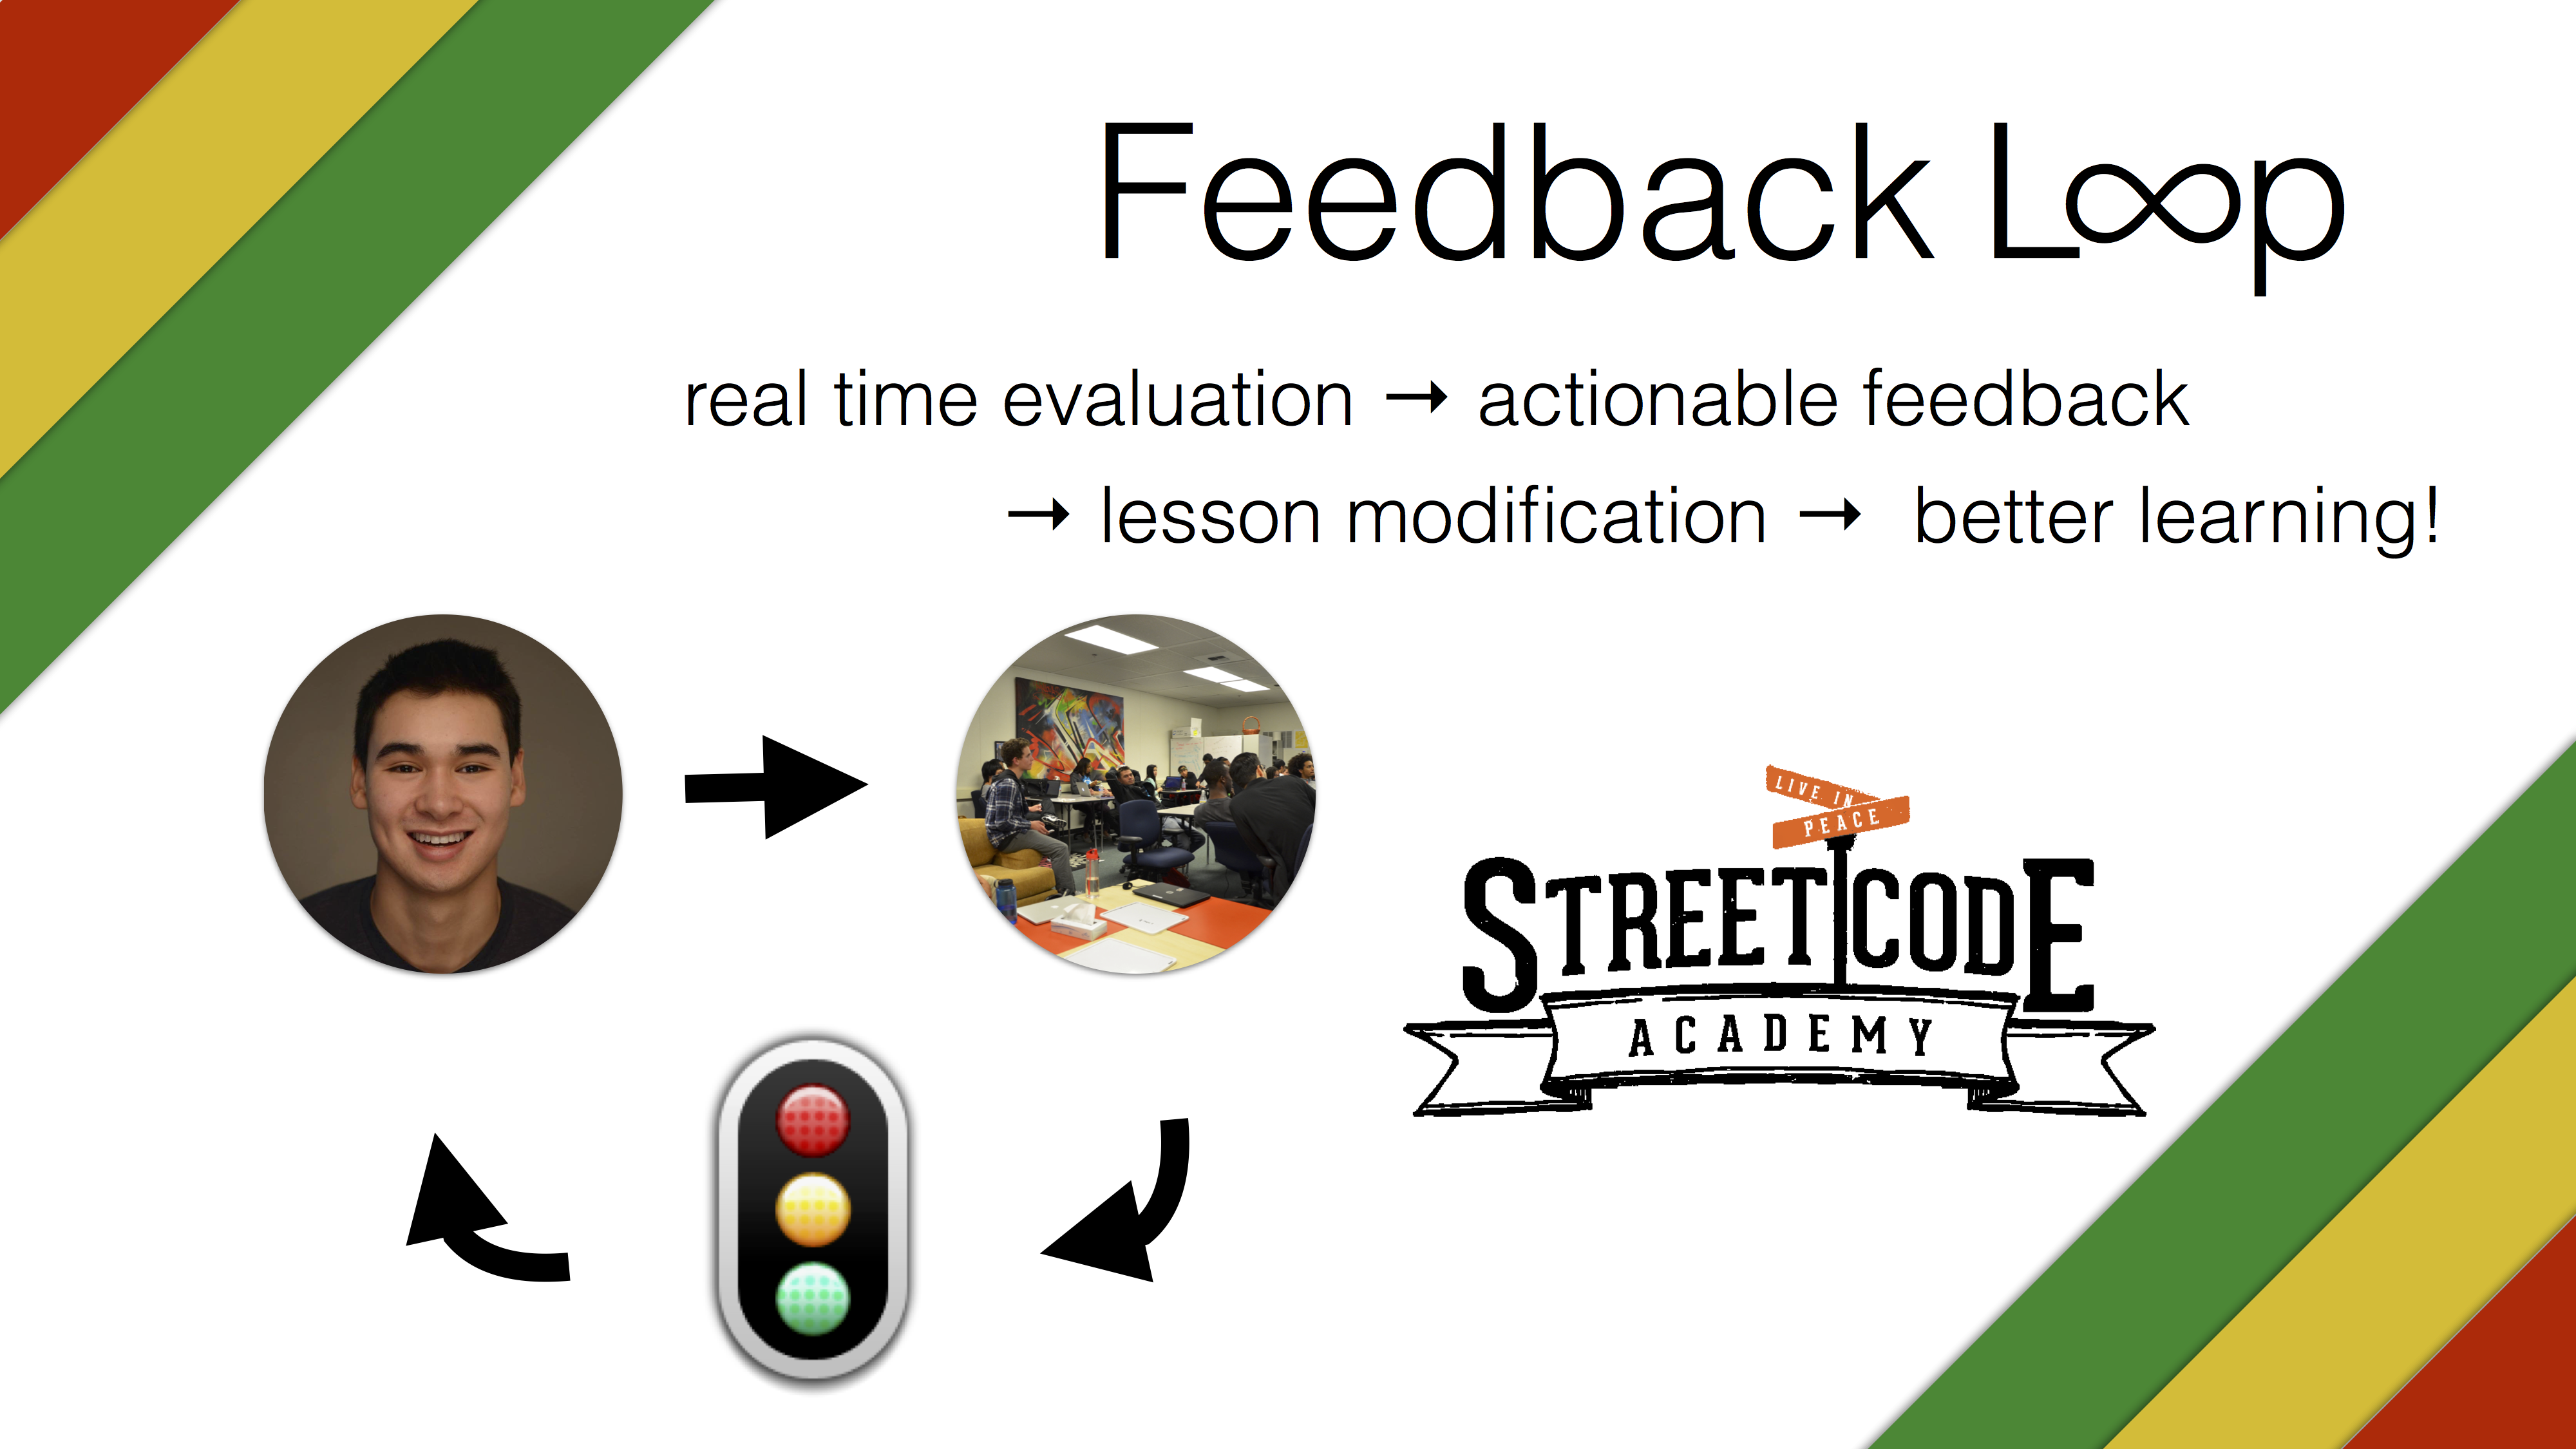 Feedback L∞p
real time evaluation → actionable feedback
→ lesson modification → better learning!
LIVE IN
PEACE
STREET CODE
ACADEMY